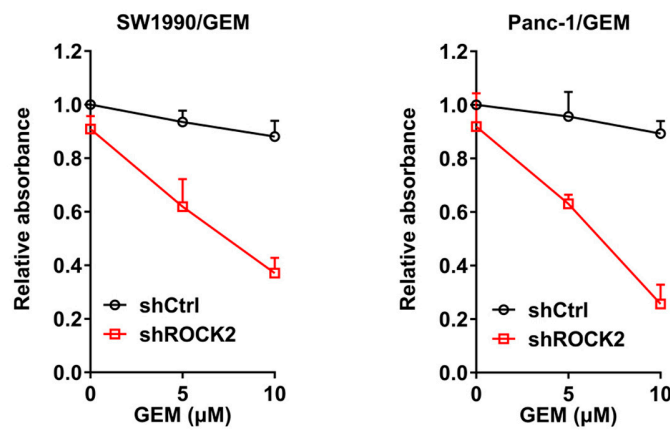 SW1990/GEM
Relative absorbance
1.2
1.0
0.8
0.6
0.4
0.2
0.0
shCtrl
shROCK2
0 5 10
GEM (µM)
Panc-1/GEM
Relative absorbance
1.2
1.0
0.8
0.6
0.4
0.2
0.0
shCtrl
shROCK2
0 5 10
GEM (µM)